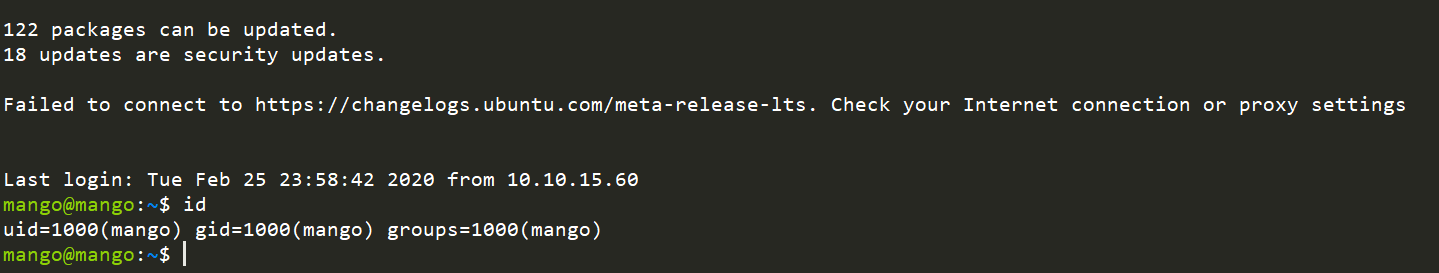 122 packages can be updated.
18 updates are security updates.
Failed to connect to https://changelogs.ubuntu.com/meta-release-lts. Check your Internet connection or proxy settings
Last login: Tue Feb 25 23:58:42 2020 from 10.10.15.60
mango@mango:~$ id
uid=1000(mango) gid=1000(mango) groups=1000(mango)
mango@mango:~$